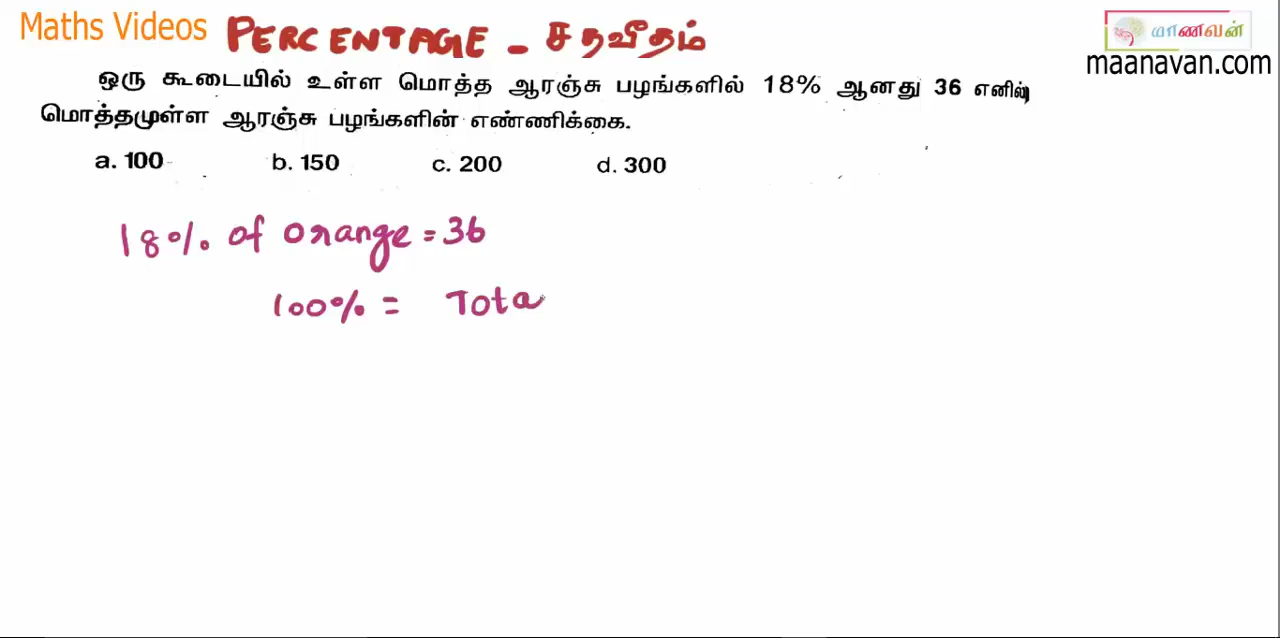 Maths Videos PERCENTAGE - சதவீதம்
மாணவன்
maanavan.com
ஒரு கூடையில் உள்ள மொத்த ஆரஞ்சு பழங்களில் 18% ஆனது 36 எனில்
மொத்தமுள்ள ஆரஞ்சு பழங்களின் எண்ணிக்கை.
a. 100 b. 150 c. 200 d. 300
18% of orange = 36
100% = Tota